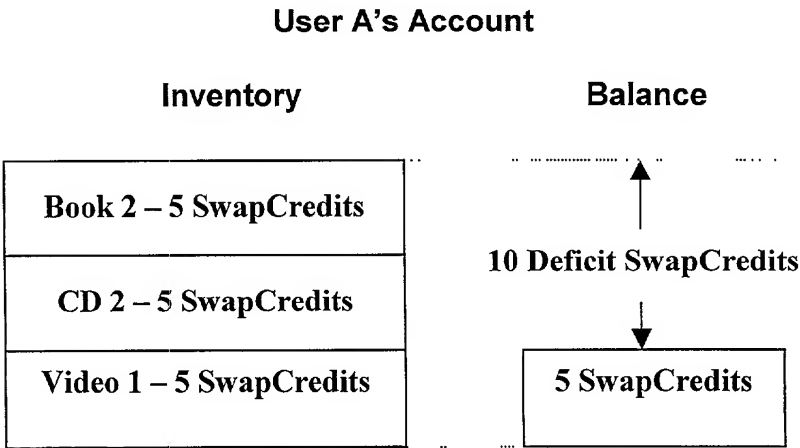 User A's Account
Inventory
Balance
Book 2 – 5 SwapCredits
CD 2 – 5 SwapCredits
Video 1 – 5 SwapCredits
10 Deficit SwapCredits
5 SwapCredits